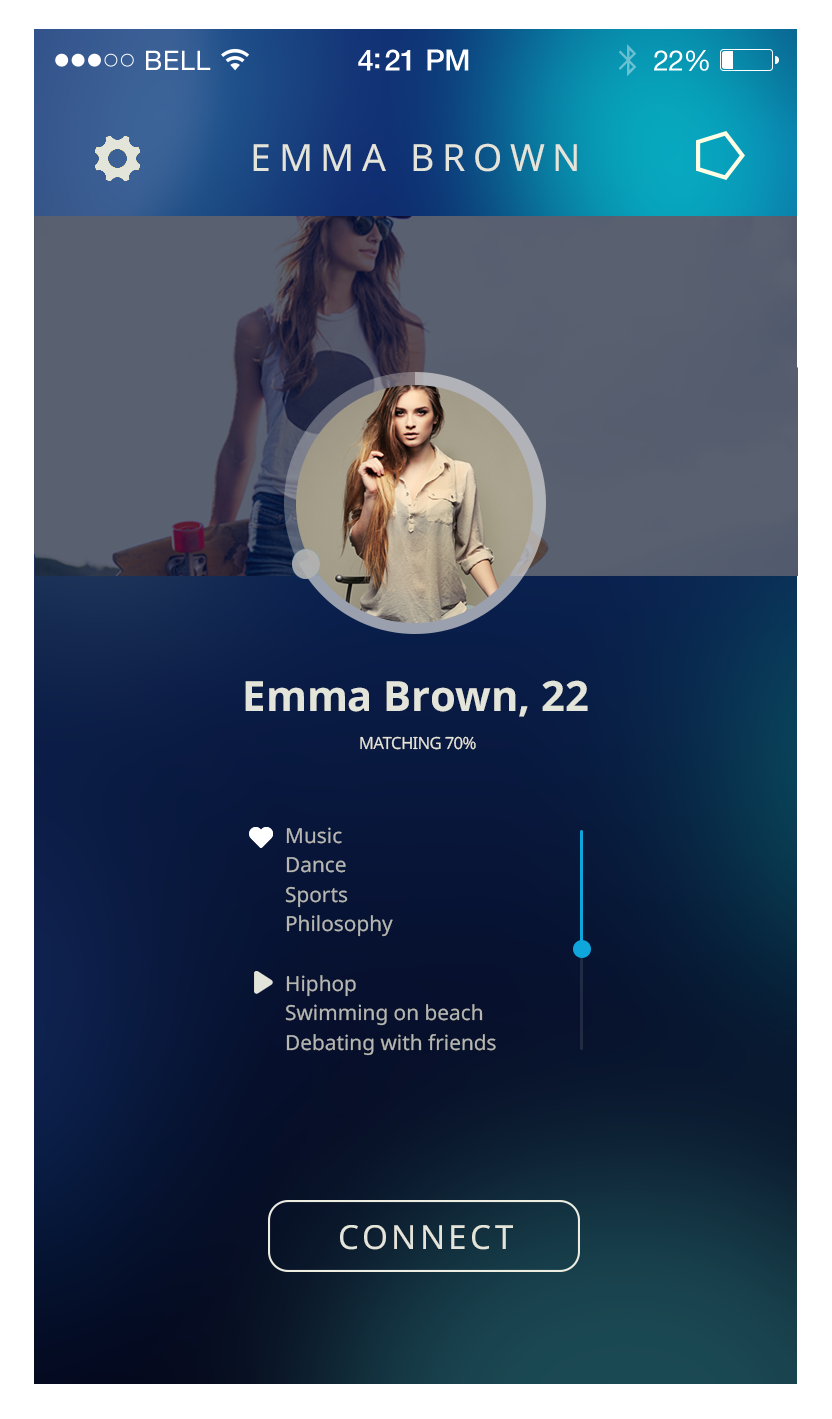 BELL 4:21 PM 22%
EMMA BROWN
Emma Brown, 22
MATCHING 70%
Music
Dance
Sports
Philosophy
Hiphop
Swimming on beach
Debating with friends
CONNECT